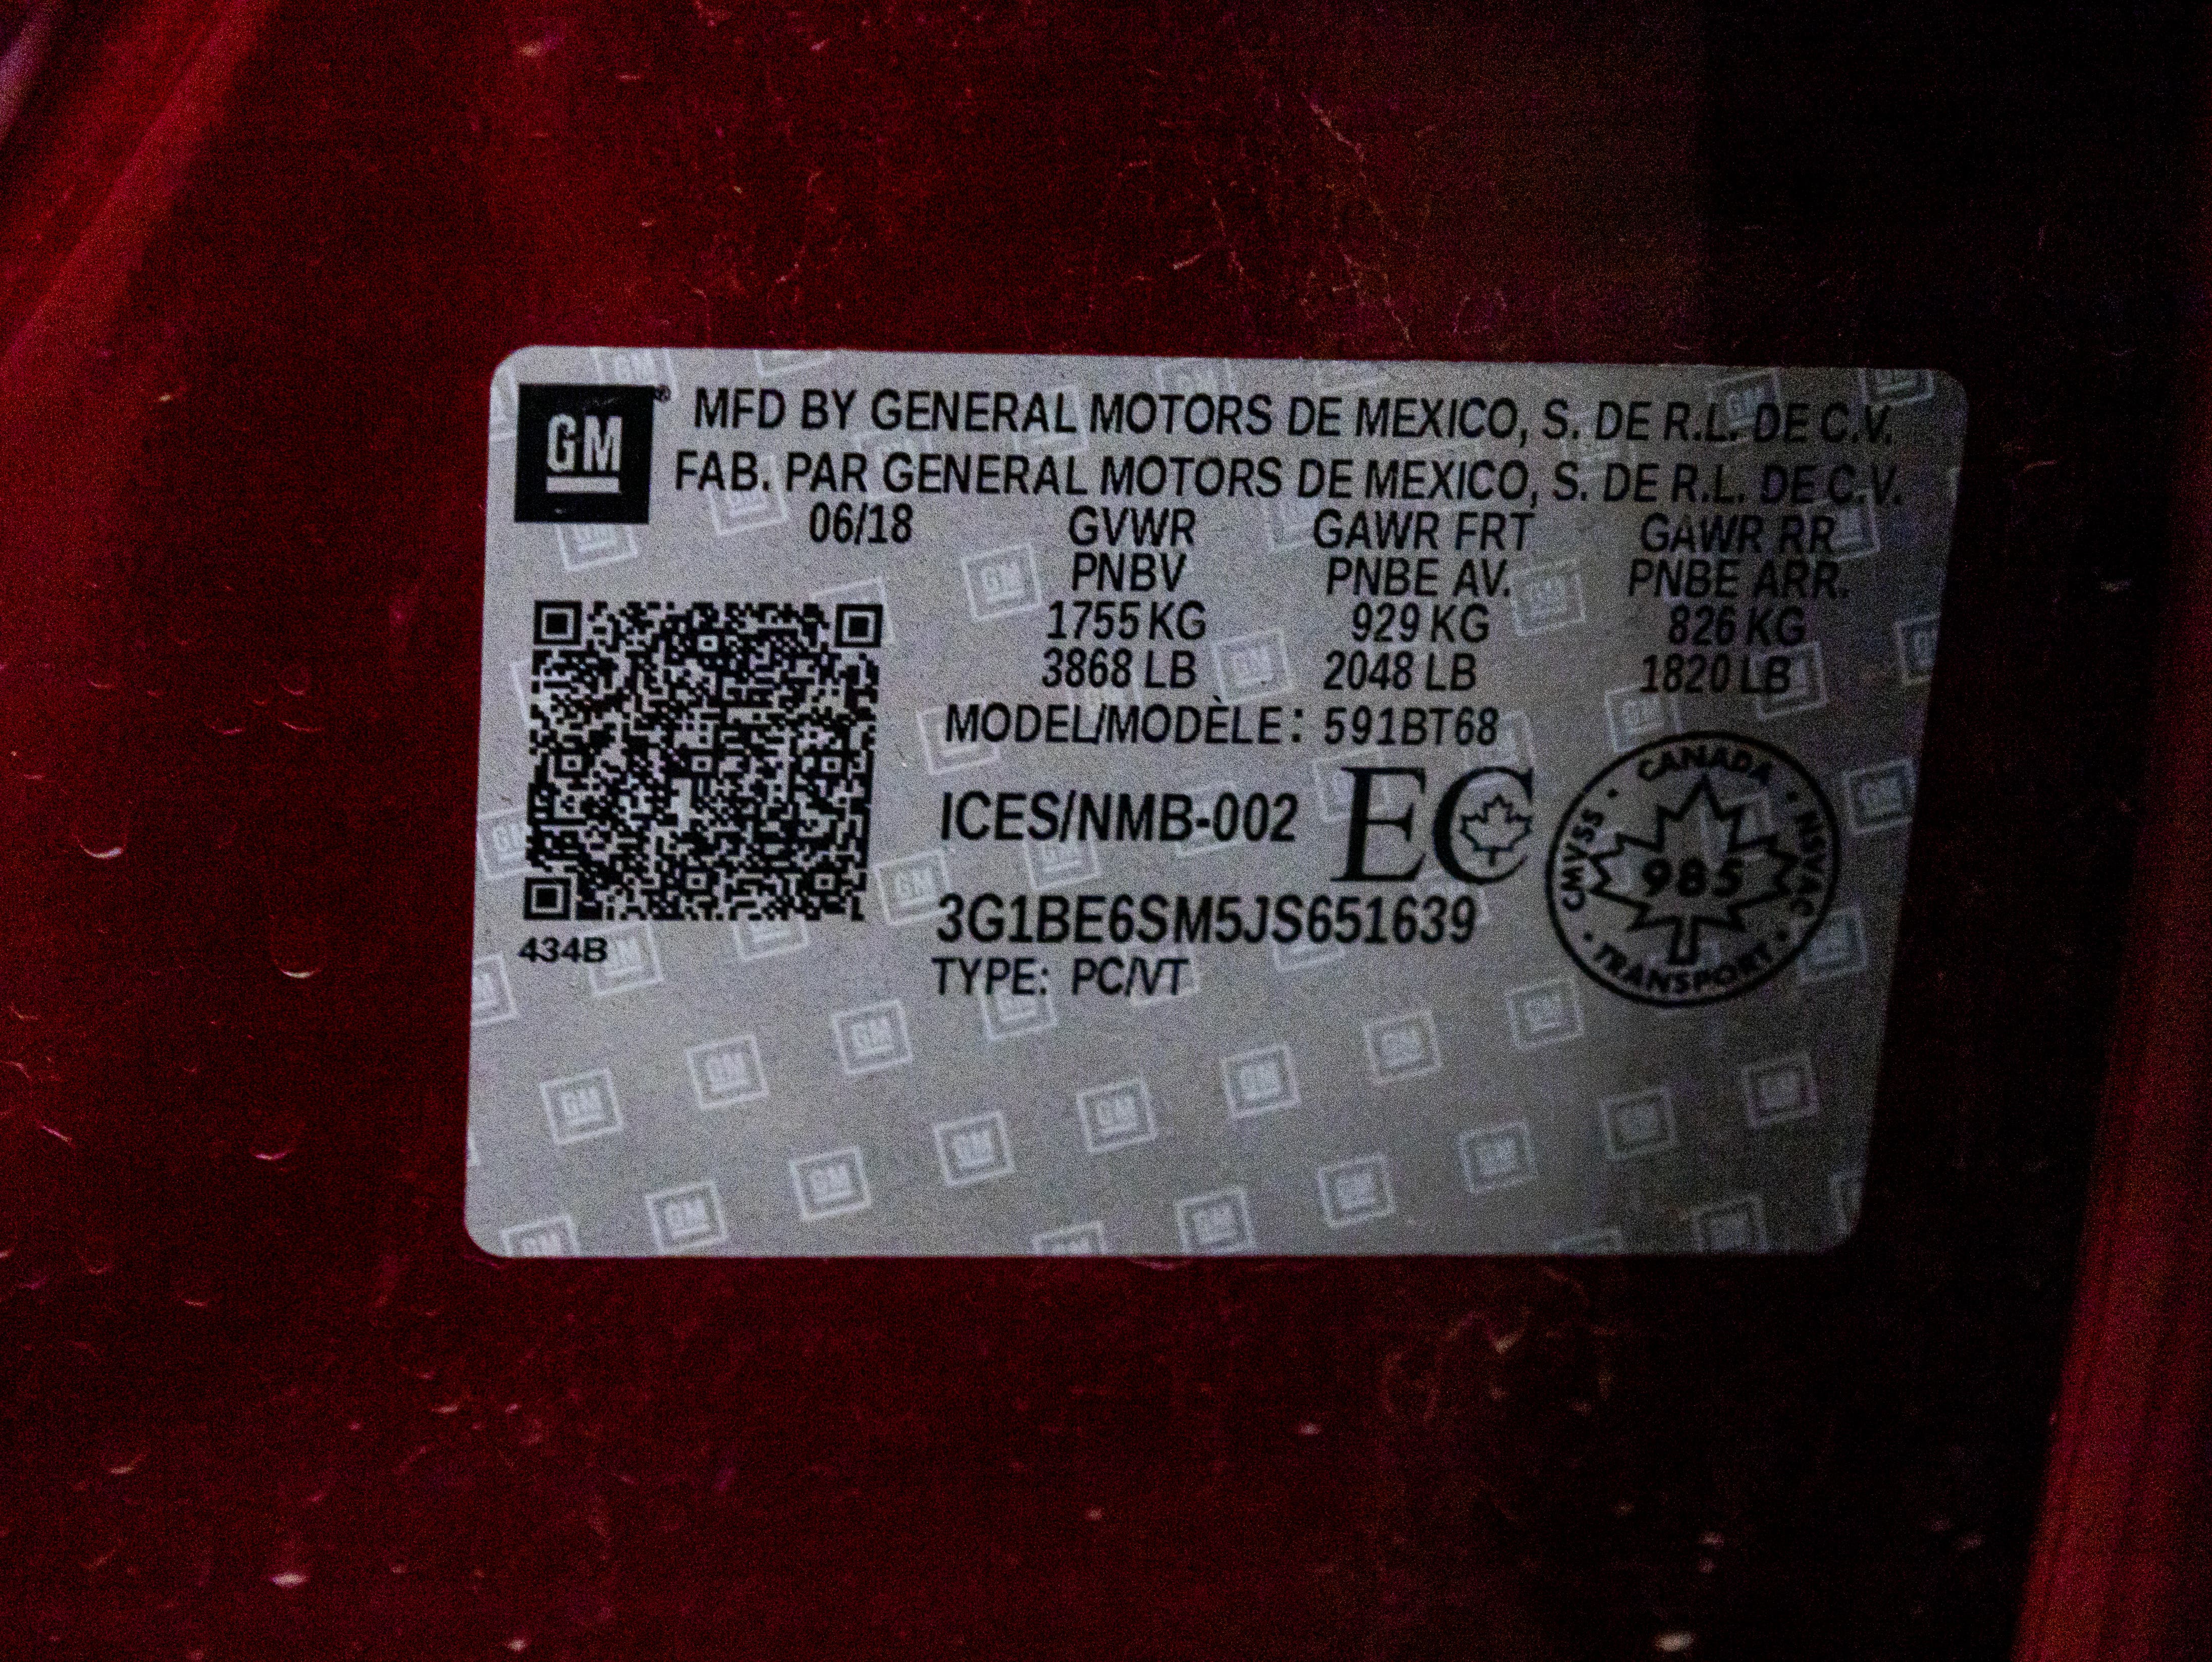 GM® MFD BY GENERAL MOTORS DE MEXICO, S. DE R.L. DE C.V.
FAB. PAR GENERAL MOTORS DE MEXICO, S. DE R.L. DE C.V.
06/18 GVWR GAWR FRT GAWR RR
PNBV PNBE AV. PNBE ARR.
1755 KG 929 KG 826 KG
3868 LB 2048 LB 1820 LB
MODEL/MODÈLE: 591BT68
ICES/NMB-002 EC
CANADA · NSVAC · TRANSPORT · CMVSS ·
985
3G1BE6SM5JS651639
434B
TYPE: PC/VT